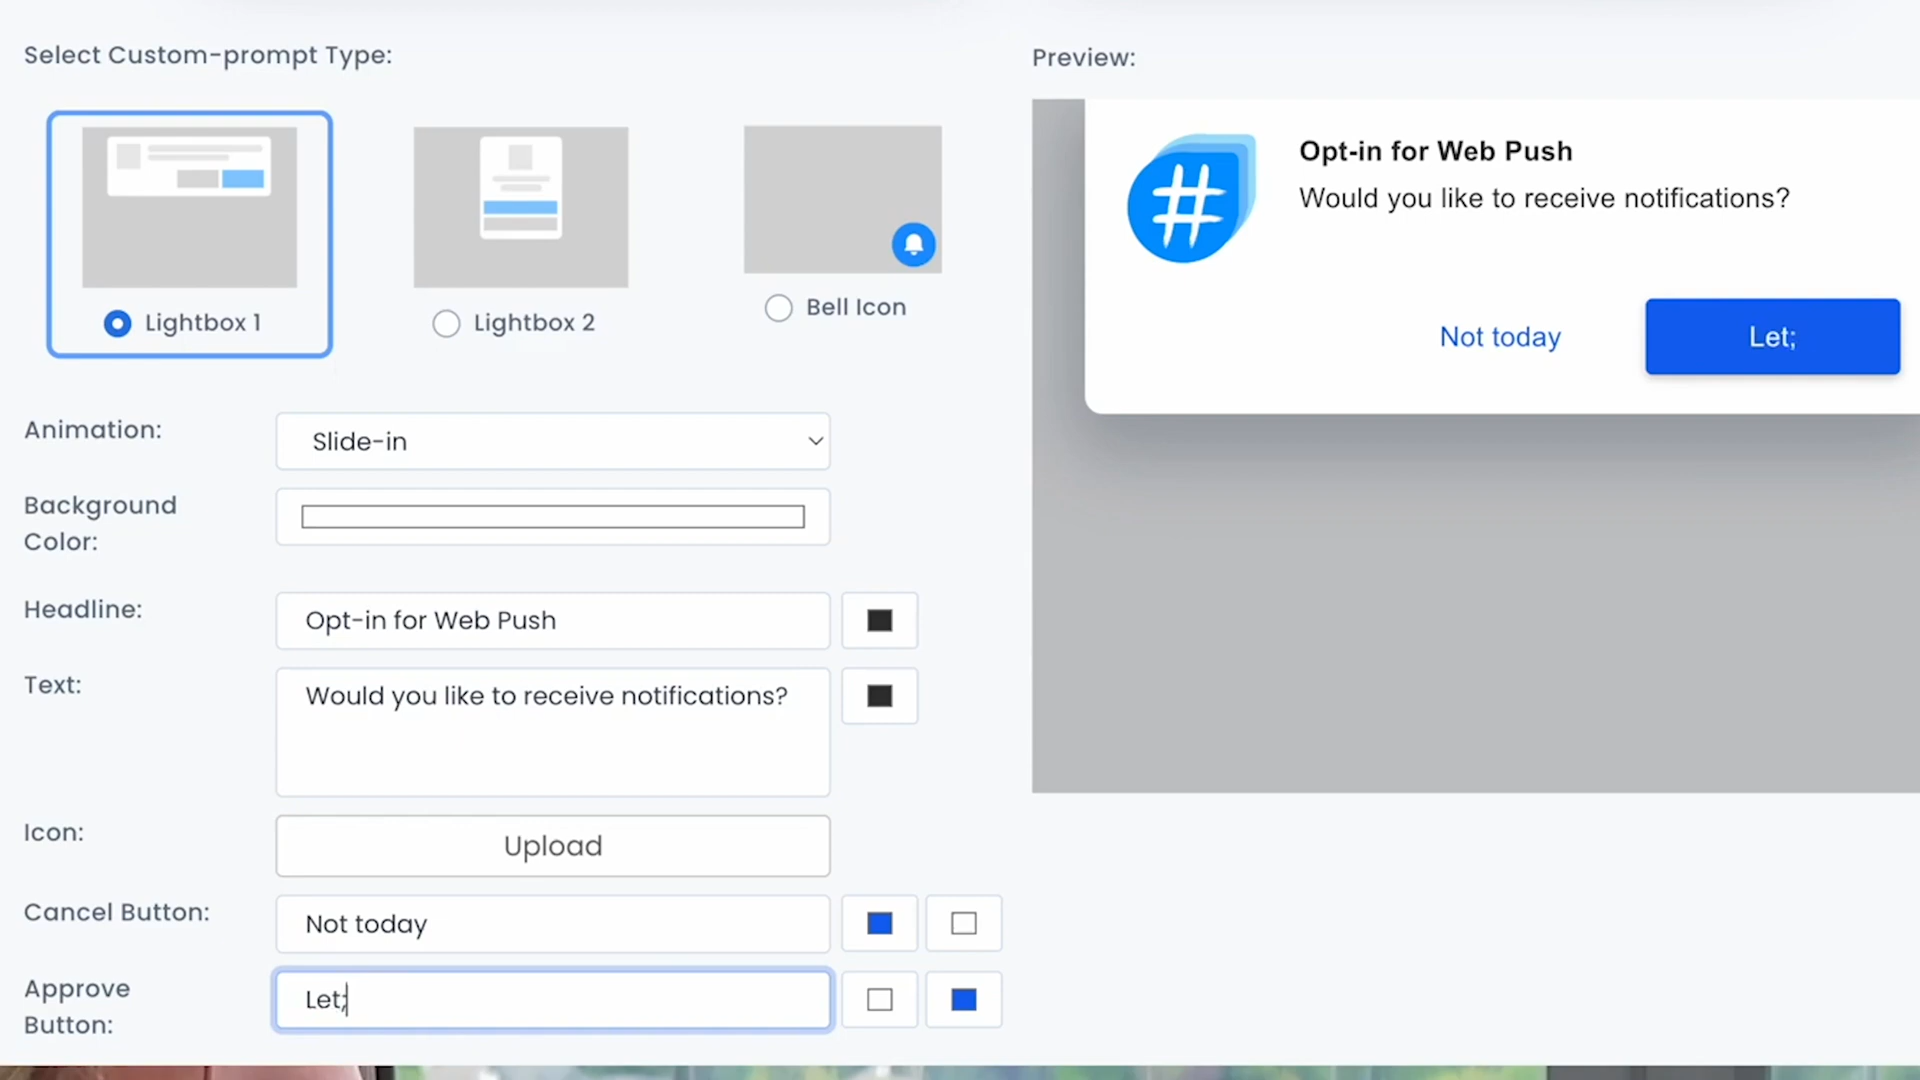 Select Custom-prompt Type:
Lightbox 1
Lightbox 2
Bell Icon
Animation:
Slide-in
Background
Color:
Headline:
Opt-in for Web Push
Text:
Would you like to receive notifications?
Icon:
Upload
Cancel Button:
Not today
Approve
Button:
Let;
Preview:
#
Opt-in for Web Push
Would you like to receive notifications?
Not today
Let;